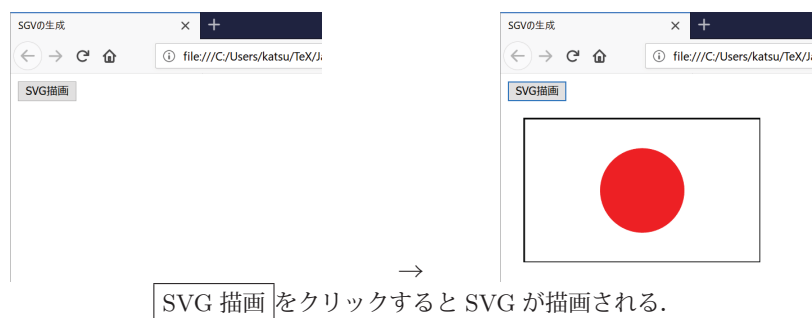 SGVの生成 × +
file:///C:/Users/katsu/TeX/Ja
SVG描画
SVGの生成 × +
file:///C:/Users/katsu/TeX/Ja
SVG描画
→
SVG 描画 をクリックすると SVG が描画される.